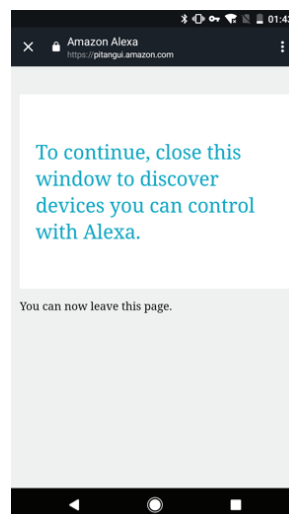 01:43
Amazon Alexa
https://pitangui.amazon.com
To continue, close this
window to discover
devices you can control
with Alexa.
You can now leave this page.